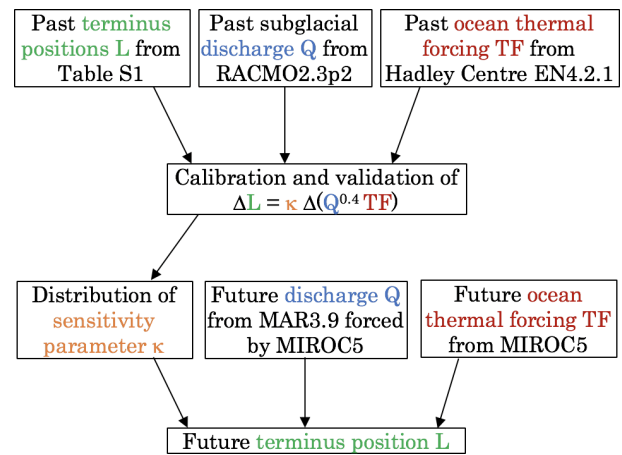 Past terminus
positions L from
Table S1
Past subglacial
discharge Q from
RACMO2.3p2
Past ocean thermal
forcing TF from
Hadley Centre EN4.2.1
Calibration and validation of
ΔL = κ Δ(Q⁰·⁴ TF)
Distribution of
sensitivity
parameter κ
Future discharge Q
from MAR3.9 forced
by MIROC5
Future ocean
thermal forcing TF
from MIROC5
Future terminus position L